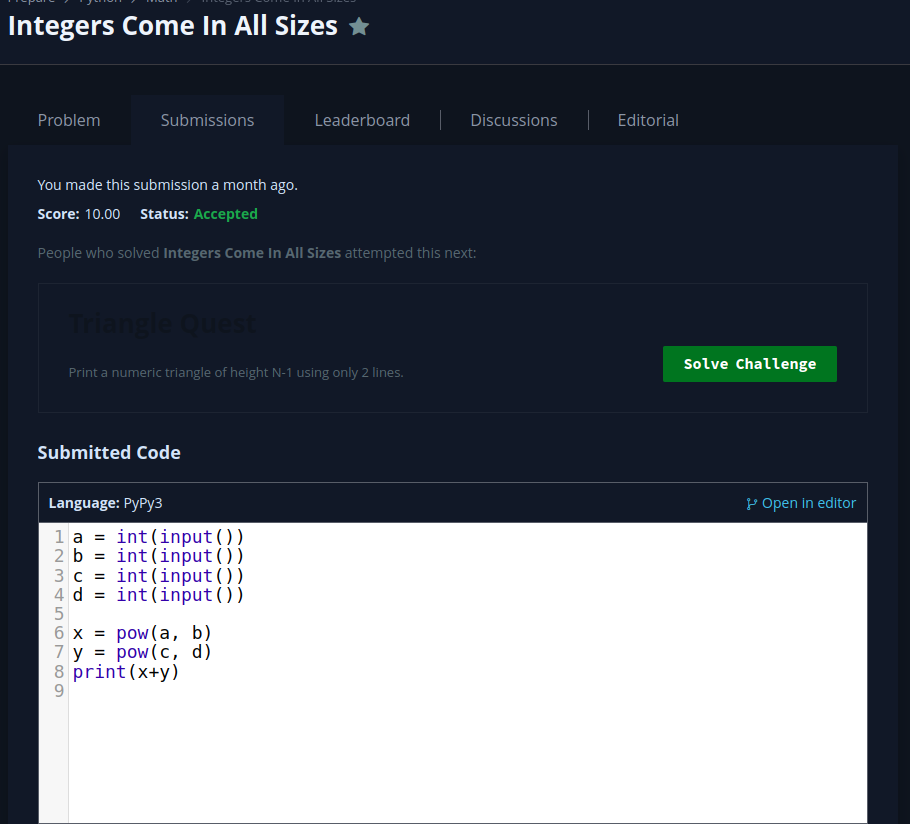 Prepare > Python > Math > Integers Come In All Sizes
Integers Come In All Sizes
Problem
Submissions
Leaderboard
Discussions
Editorial
You made this submission a month ago.
Score: 10.00 Status: Accepted
People who solved Integers Come In All Sizes attempted this next:
Triangle Quest
Print a numeric triangle of height N-1 using only 2 lines.
Solve Challenge
Submitted Code
Language: PyPy3
Open in editor
1 a = int(input())
2 b = int(input())
3 c = int(input())
4 d = int(input())
5
6 x = pow(a, b)
7 y = pow(c, d)
8 print(x+y)
9